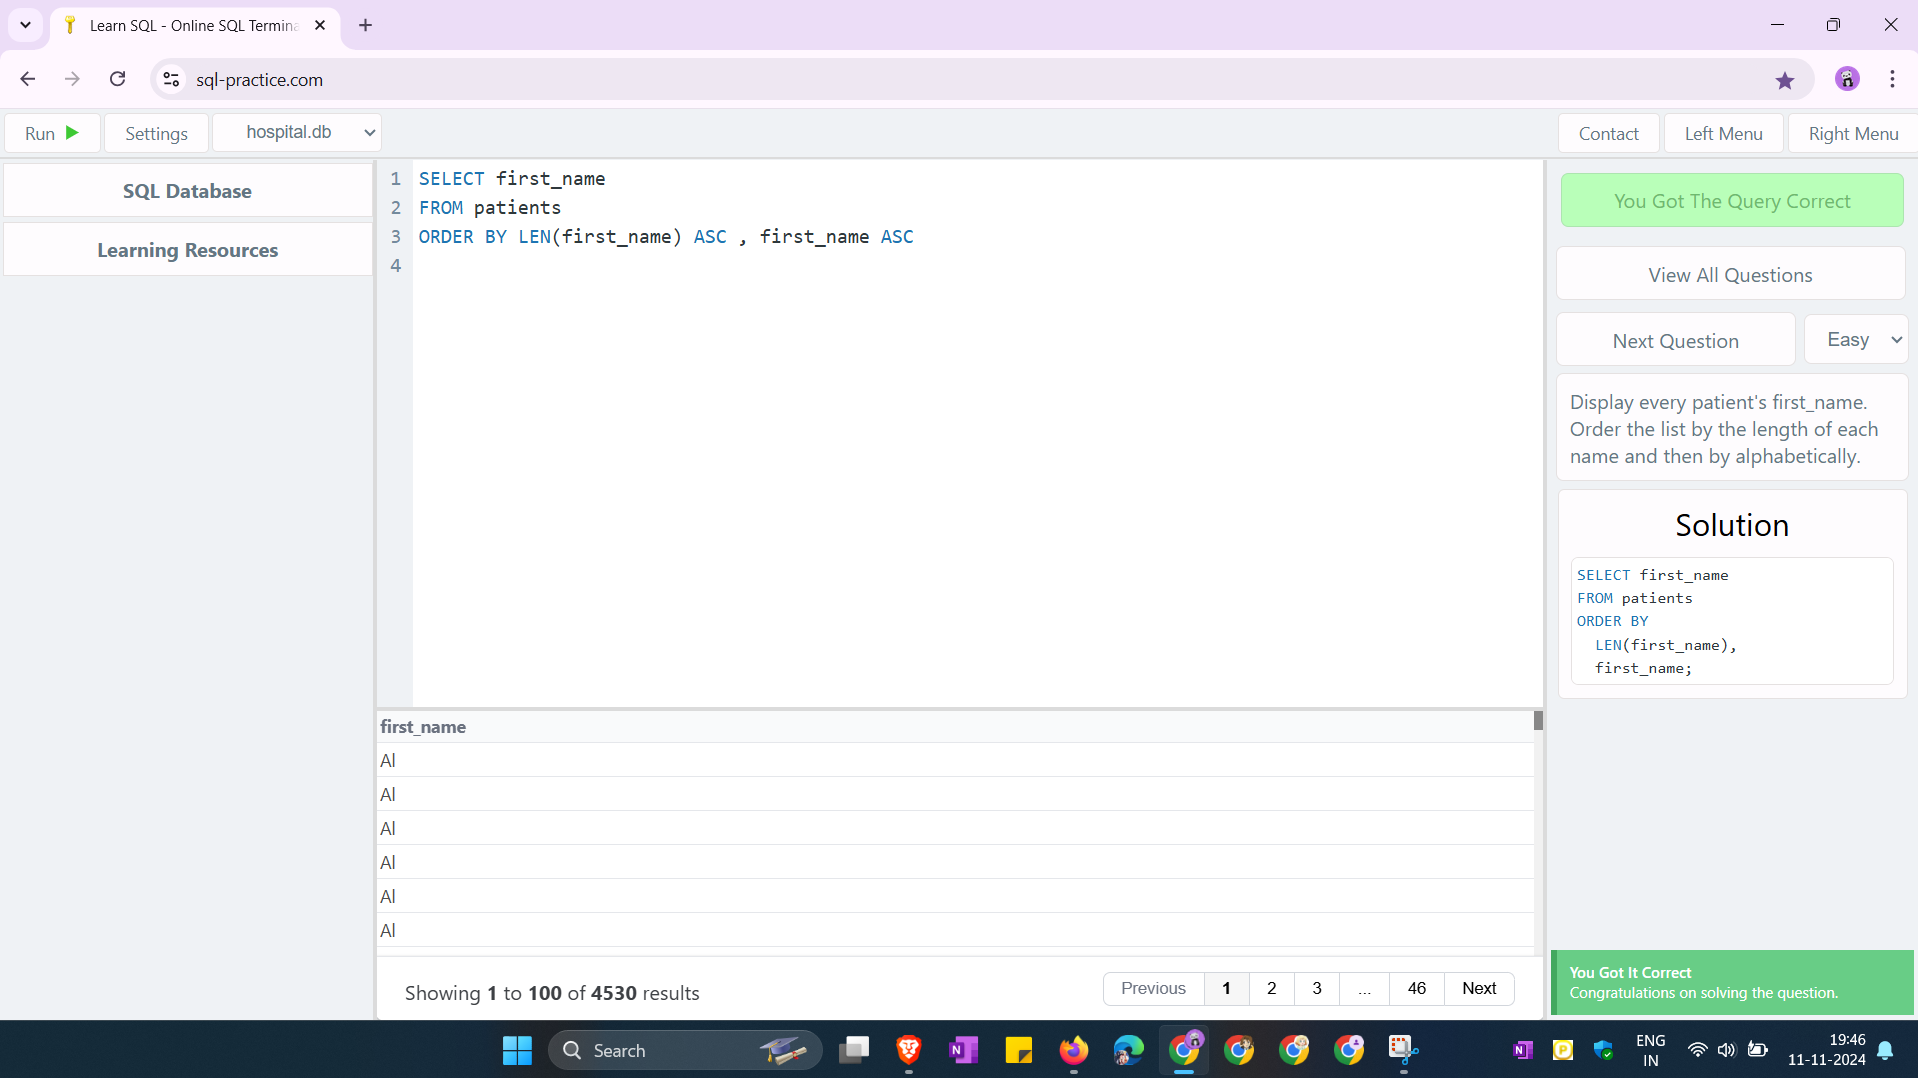 Learn SQL - Online SQL Termina
sql-practice.com
Run
Settings
hospital.db
Contact
Left Menu
Right Menu
SQL Database
Learning Resources
1 SELECT first_name
2 FROM patients
3 ORDER BY LEN(first_name) ASC , first_name ASC
4
You Got The Query Correct
View All Questions
Next Question
Easy
Display every patient's first_name.
Order the list by the length of each
name and then by alphabetically.
Solution
SELECT first_name
FROM patients
ORDER BY
LEN(first_name),
first_name;
first_name
Al
Al
Al
Al
Al
Al
Showing 1 to 100 of 4530 results
Previous 1 2 3 ... 46 Next
You Got It Correct
Congratulations on solving the question.
Search
ENG
IN
19:46
11-11-2024